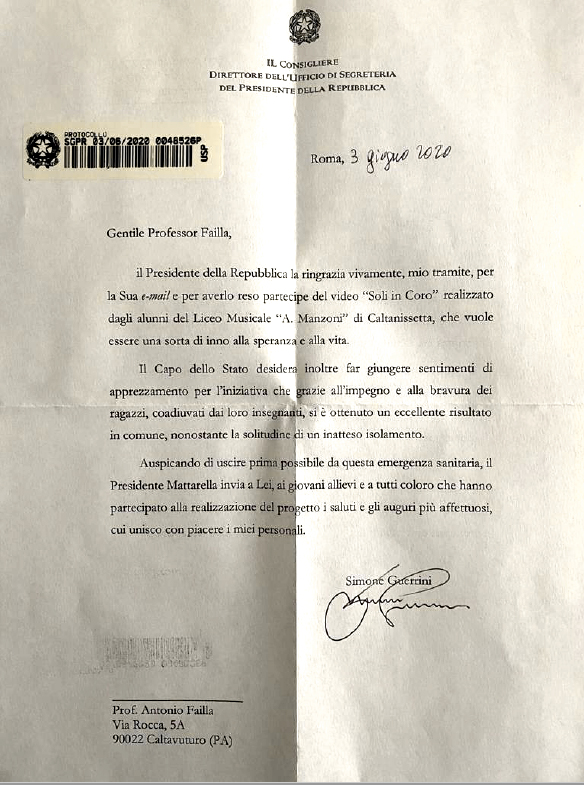 IL CONSIGLIERE
DIRETTORE DELL'UFFICIO DI SEGRETERIA
DEL PRESIDENTE DELLA REPUBBLICA
PROTOCOLLO
SGPR 03/06/2020 0048526P
USP
Roma, 3 giugno 2020
Gentile Professor Failla,
il Presidente della Repubblica la ringrazia vivamente, mio tramite, per
la Sua e-mail e per averlo reso partecipe del video “Soli in Coro” realizzato
dagli alunni del Liceo Musicale “A. Manzoni” di Caltanissetta, che vuole
essere una sorta di inno alla speranza e alla vita.
Il Capo dello Stato desidera inoltre far giungere sentimenti di
apprezzamento per l'iniziativa che grazie all'impegno e alla bravura dei
ragazzi, coadiuvati dai loro insegnanti, si è ottenuto un eccellente risultato
in comune, nonostante la solitudine di un inatteso isolamento.
Auspicando di uscire prima possibile da questa emergenza sanitaria, il
Presidente Mattarella invia a Lei, ai giovani allievi e a tutti coloro che hanno
partecipato alla realizzazione del progetto i saluti e gli auguri più affettuosi,
cui unisco con piacere i miei personali.
Simone Guerrini
Prof. Antonio Failla
Via Rocca, 5A
90022 Caltavuturo (PA)